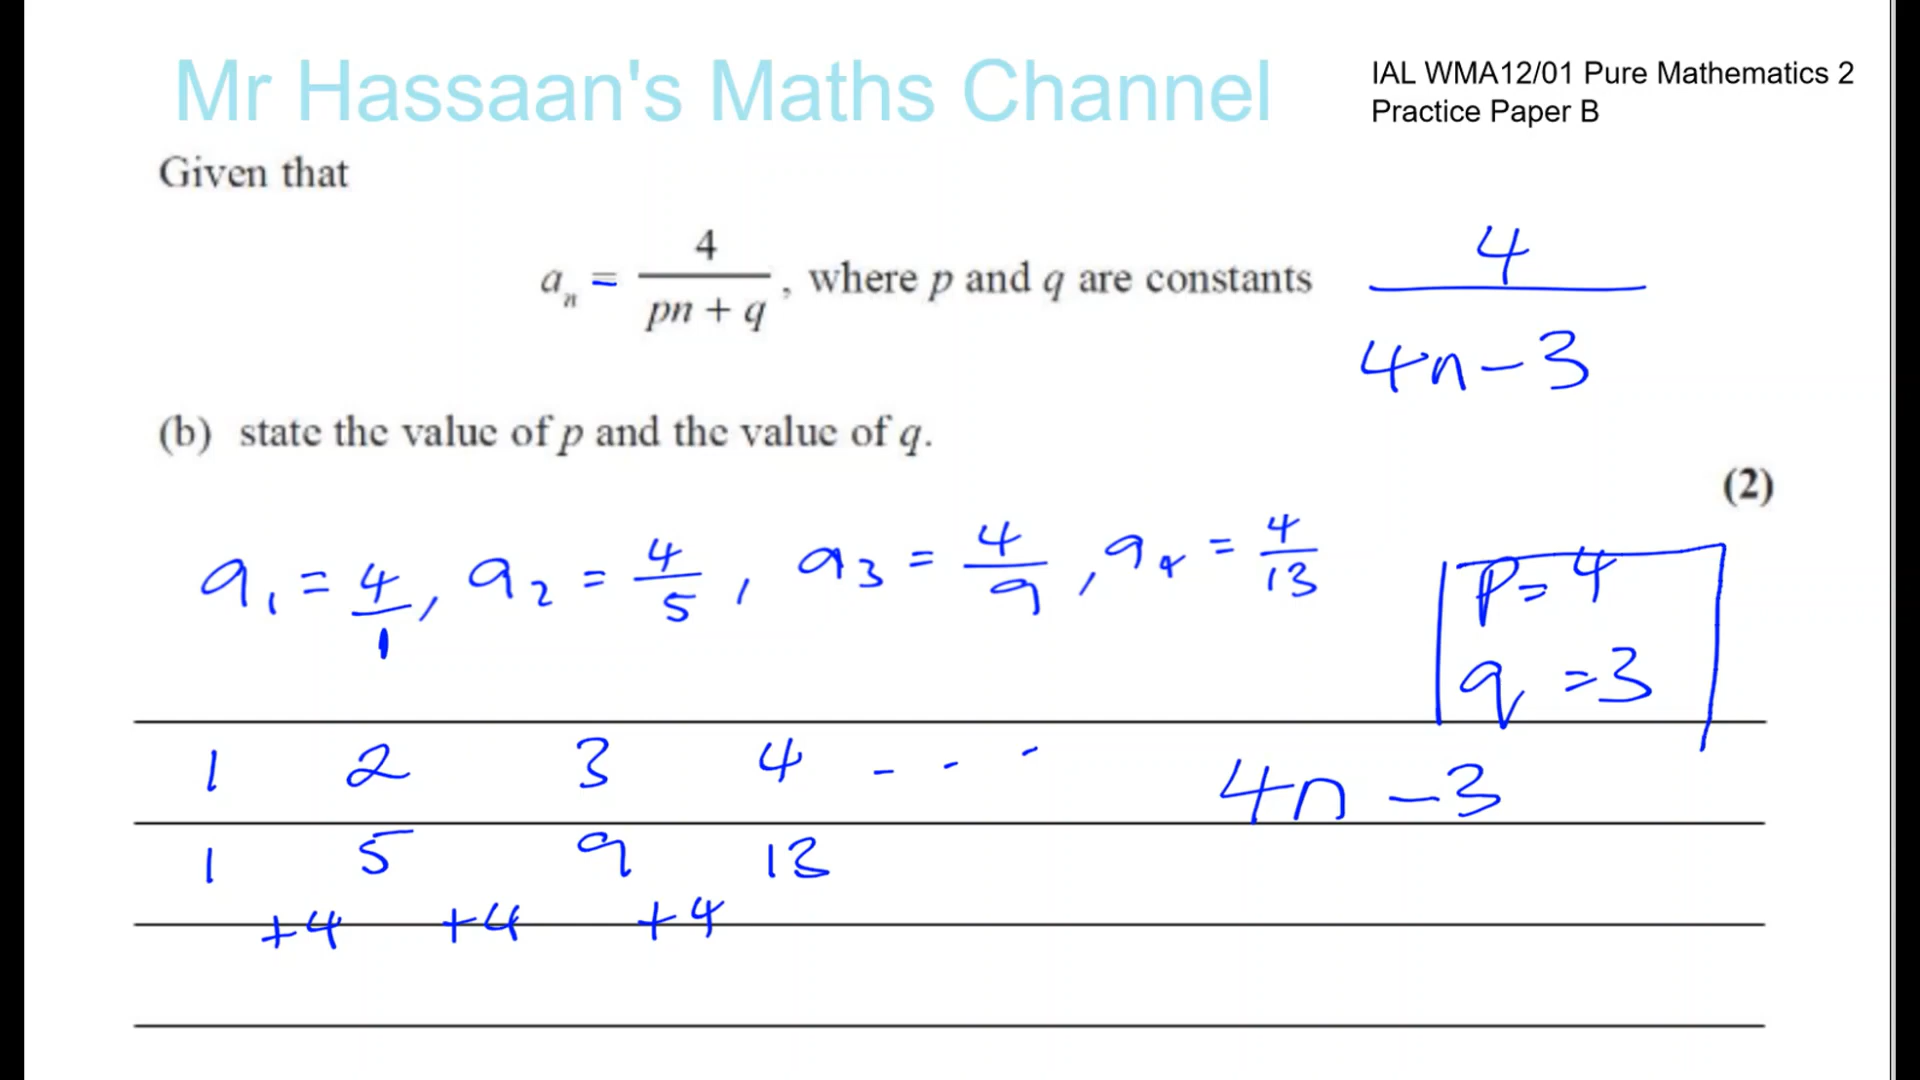 Mr Hassaan's Maths Channel
IAL WMA12/01 Pure Mathematics 2
Practice Paper B
Given that
aₙ = 4/(pn + q), where p and q are constants
4/(4n - 3)
(b) state the value of p and the value of q.
(2)
a₁ = 4/1, a₂ = 4/5, a₃ = 4/9, a₄ = 4/13
P = 4
q = 3
1 2 3 4 - - -
4n - 3
1 5 9 13
+4 +4 +4